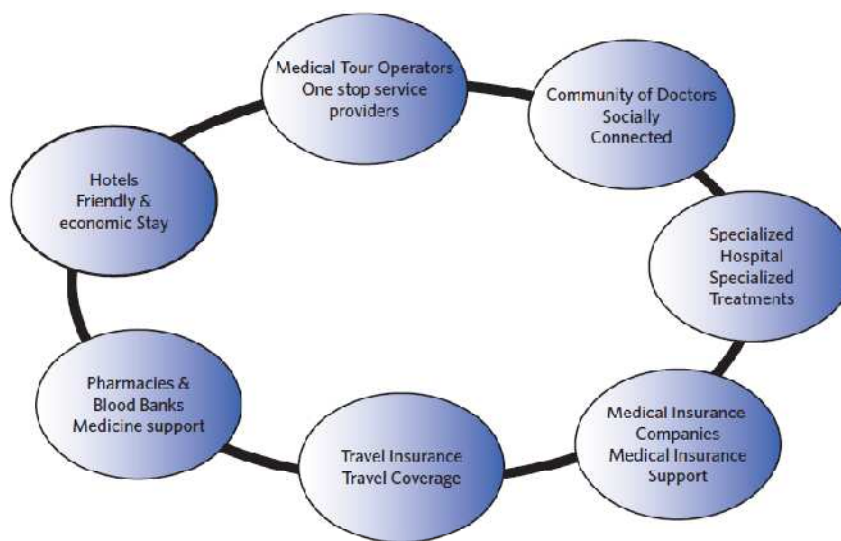 Medical Tour Operators
One stop service
providers
Community of Doctors
Socially
Connected
Specialized
Hospital
Specialized
Treatments
Medical Insurance
Companies
Medical Insurance
Support
Travel Insurance
Travel Coverage
Pharmacies &
Blood Banks
Medicine support
Hotels
Friendly &
economic Stay